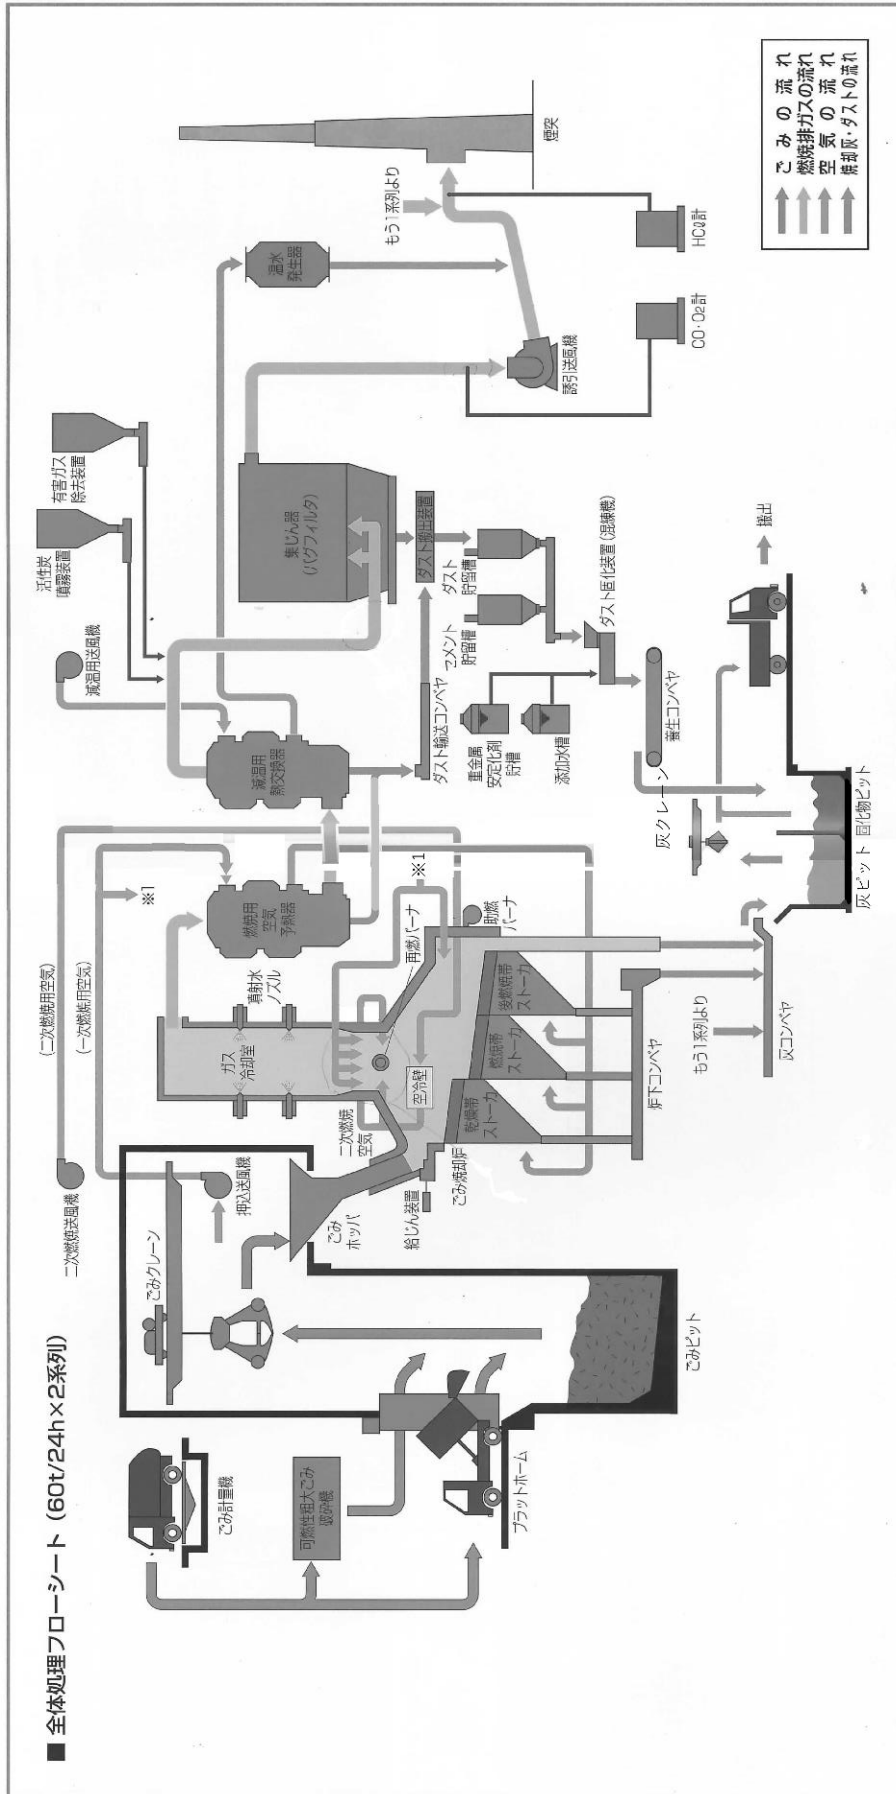 ■ 全体処理フローシート (60t/24h×2系列)
ごみ計量機
可燃性粗大ごみ
破砕機
プラットホーム
ごみピット
ごみクレーン
二次燃焼送風機
押込送風機
ごみ
ホッパ
給じん装置
ごみ焼却炉
(二次燃焼用空気)
(一次燃焼用空気)
※1
ガス
冷却室
噴射水
ノズル
二次燃焼
空気
空冷壁
再燃バーナ
※1
助燃
バーナ
乾燥帯
ストーカ
燃焼帯
ストーカ
後燃焼帯
ストーカ
炉下コンベヤ
もう1系列より
灰コンベヤ
燃焼用
空気
予熱器
減温用
熱交換器
減温用送風機
活性炭
噴霧装置
有害ガス
除去装置
集じん器
(バグフィルタ)
ダスト搬出装置
ダスト輸送コンベヤ
ダスト
貯留槽
セメント
貯留槽
重金属
安定化剤
貯槽
添加水槽
ダスト固化装置(混練機)
養生コンベヤ
灰クレーン
灰ピット
固化物ピット
搬出
温水
発生器
誘引送風機
もう1系列より
煙突
CO・O2計
HCℓ計
ごみの流れ
燃焼排ガスの流れ
空気の流れ
焼却灰・ダストの流れ